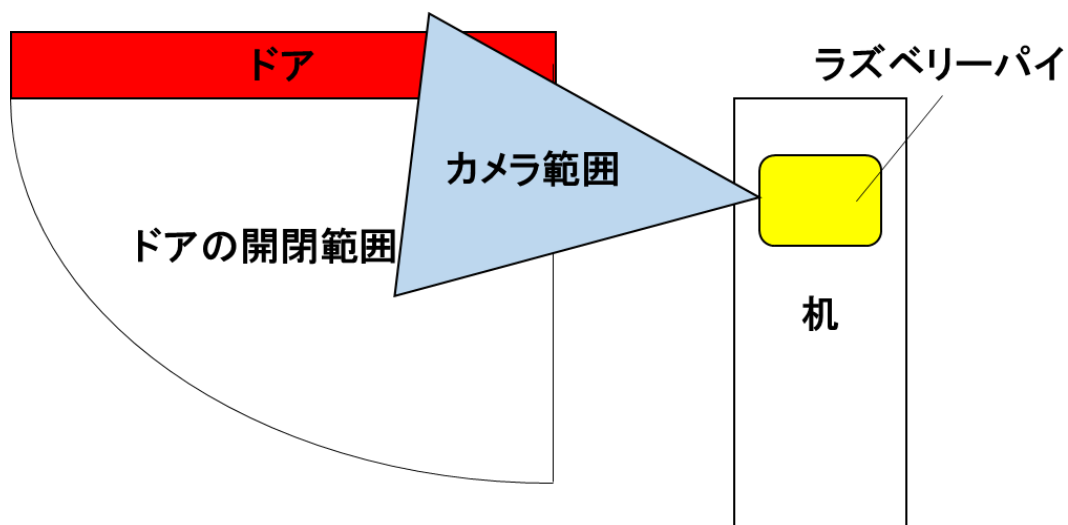 ドア
ラズベリーパイ
カメラ範囲
ドアの開閉範囲
机